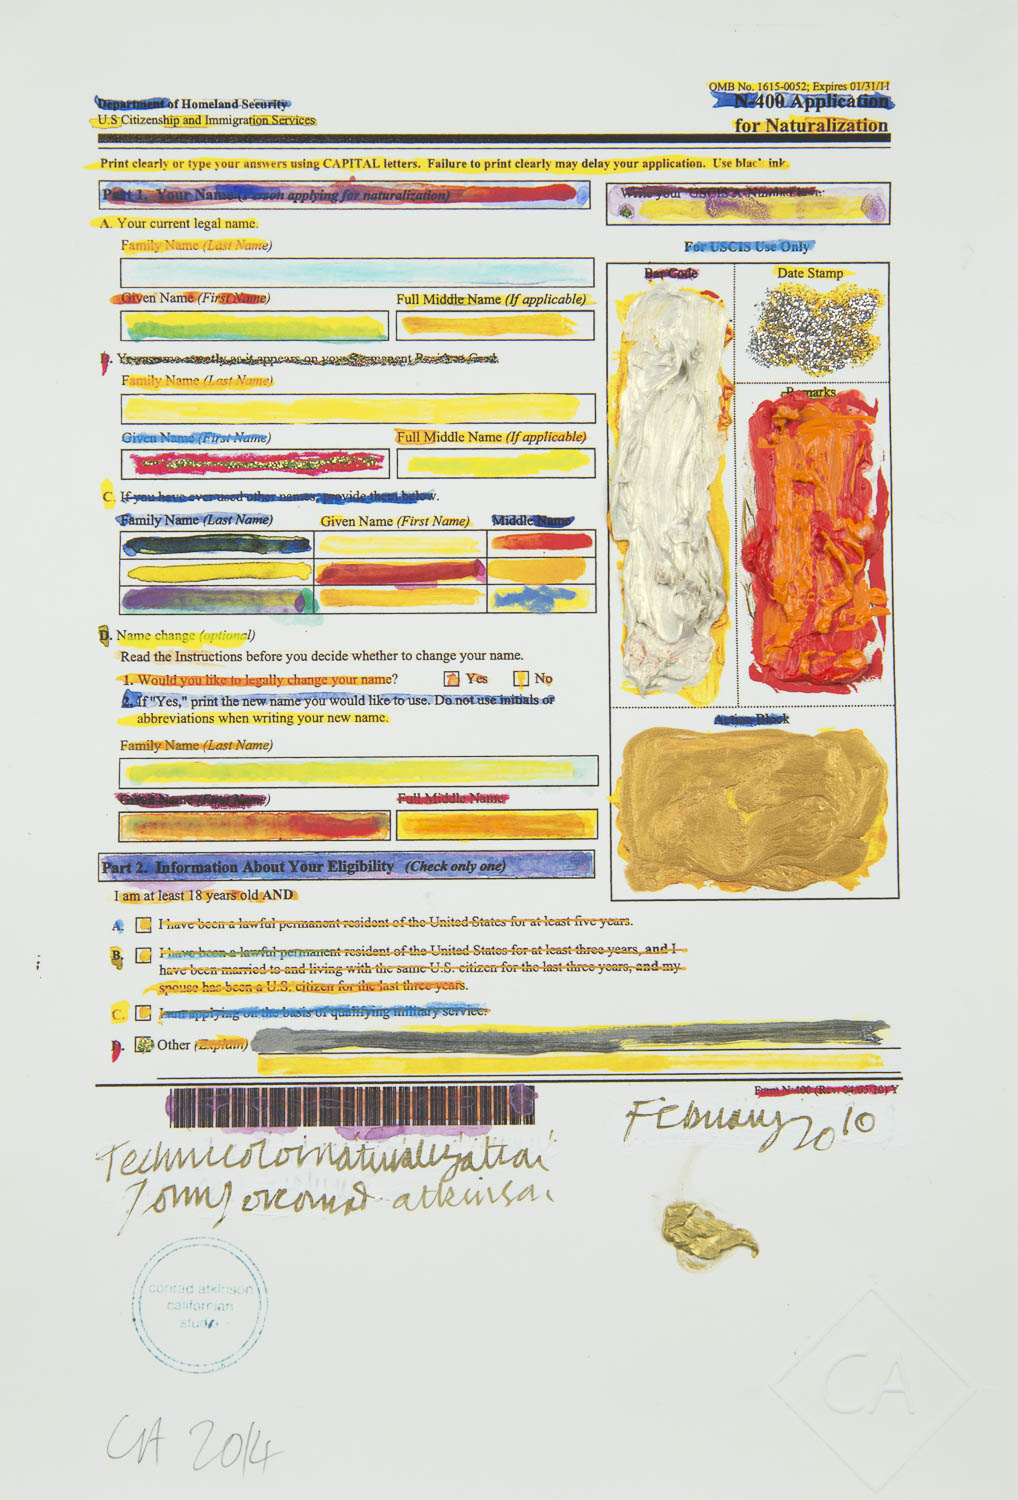 Department of Homeland Security
U.S Citizenship and Immigration Services
OMB No. 1615-0052; Expires 01/31/11
N-400 Application
for Naturalization
Print clearly or type your answers using CAPITAL letters. Failure to print clearly may delay your application. Use black ink.
Part 1. Your Name (Person applying for naturalization)
Write your USCIS A-Number here:
A. Your current legal name.
Family Name (Last Name)
For USCIS Use Only
Bar Code
Date Stamp
Given Name (First Name)
Full Middle Name (If applicable)
B. Your name exactly as it appears on your Permanent Resident Card.
Family Name (Last Name)
Remarks
Given Name (First Name)
Full Middle Name (If applicable)
C. If you have ever used other names, provide them below.
Family Name (Last Name)
Given Name (First Name)
Middle Name
D. Name change (optional)
Read the Instructions before you decide whether to change your name.
1. Would you like to legally change your name?
Yes
No
2. If "Yes," print the new name you would like to use. Do not use initials or
abbreviations when writing your new name.
Action Block
Family Name (Last Name)
Given Name (First Name)
Full Middle Name
Part 2. Information About Your Eligibility (Check only one)
I am at least 18 years old AND
A. I have been a lawful permanent resident of the United States for at least five years.
B. I have been a lawful permanent resident of the United States for at least three years, and I
have been married to and living with the same U.S. citizen for the last three years, and my
spouse has been a U.S. citizen for the last three years.
C. I am applying on the basis of qualifying military service.
D. Other (Explain)
Form N-400 (Rev. 04/05/10) Y
February 2010
atkinson
conrad atkinson
californian
studio
CA
CA 2014